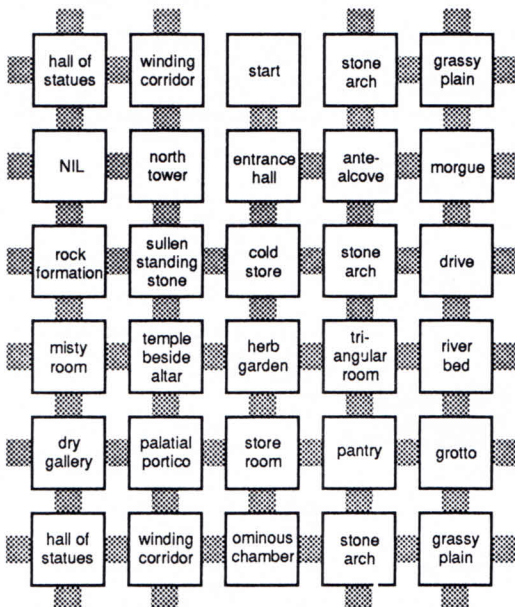 hall of
statues
winding
corridor
start
stone
arch
grassy
plain
NIL
north
tower
entrance
hall
ante-
alcove
morgue
rock
formation
sullen
standing
stone
cold
store
stone
arch
drive
misty
room
temple
beside
altar
herb
garden
tri-
angular
room
river
bed
dry
gallery
palatial
portico
store
room
pantry
grotto
hall of
statues
winding
corridor
ominous
chamber
stone
arch
grassy
plain